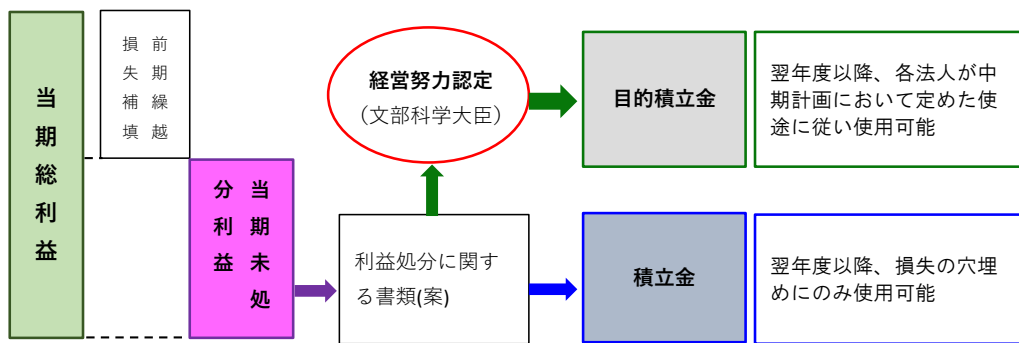 当期総利益
前期繰越
損失補填
当期未処
分利益
利益処分に関す
る書類(案)
経営努力認定
(文部科学大臣)
目的積立金
翌年度以降、各法人が中
期計画において定めた使
途に従い使用可能
積立金
翌年度以降、損失の穴埋
めにのみ使用可能